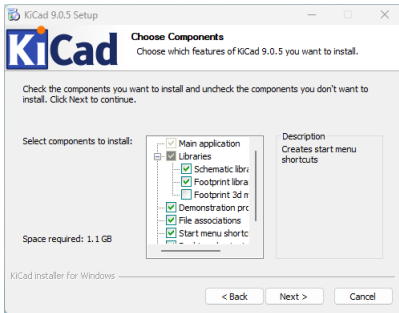 KiCad 9.0.5 Setup
KiCad
Choose Components
Choose which features of KiCad 9.0.5 you want to install.
Check the components you want to install and uncheck the components you don't want to
install. Click Next to continue.
Select components to install:
Main application
Libraries
Schematic libra
Footprint libra
Footprint 3d m
Demonstration prc
File associations
Start menu shortc
Description
Creates start menu
shortcuts
Space required: 1.1 GB
KiCad installer for Windows
< Back
Next >
Cancel